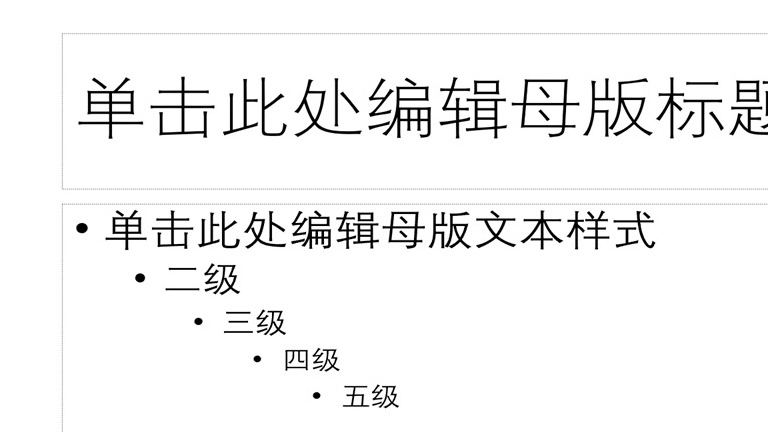 单击此处编辑母版标题
• 单击此处编辑母版文本样式
• 二级
• 三级
• 四级
• 五级